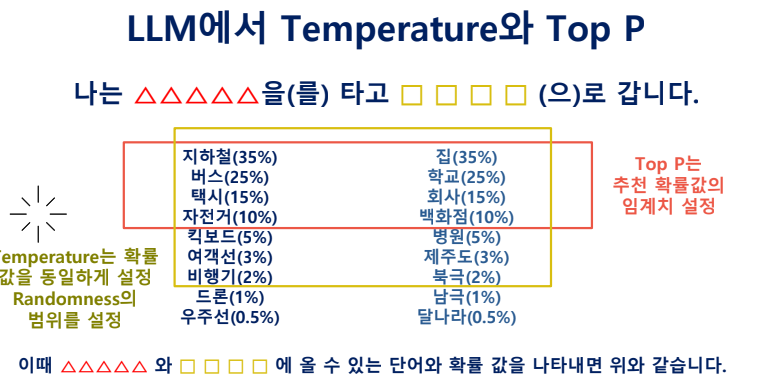 LLM에서 Temperature와 Top P
나는 △△△△△을(를) 타고 □ □ □ □ (으)로 갑니다.
지하철(35%) 집(35%)
버스(25%) 학교(25%)
택시(15%) 회사(15%)
자전거(10%) 백화점(10%)
킥보드(5%) 병원(5%)
여객선(3%) 제주도(3%)
비행기(2%) 북극(2%)
드론(1%) 남극(1%)
우주선(0.5%) 달나라(0.5%)
Top P는
추천 확률값의
임계치 설정
emperature는 확률
값을 동일하게 설정
Randomness의
범위를 설정
이때 △△△△△ 와 □ □ □ □ 에 올 수 있는 단어와 확률 값을 나타내면 위와 같습니다.